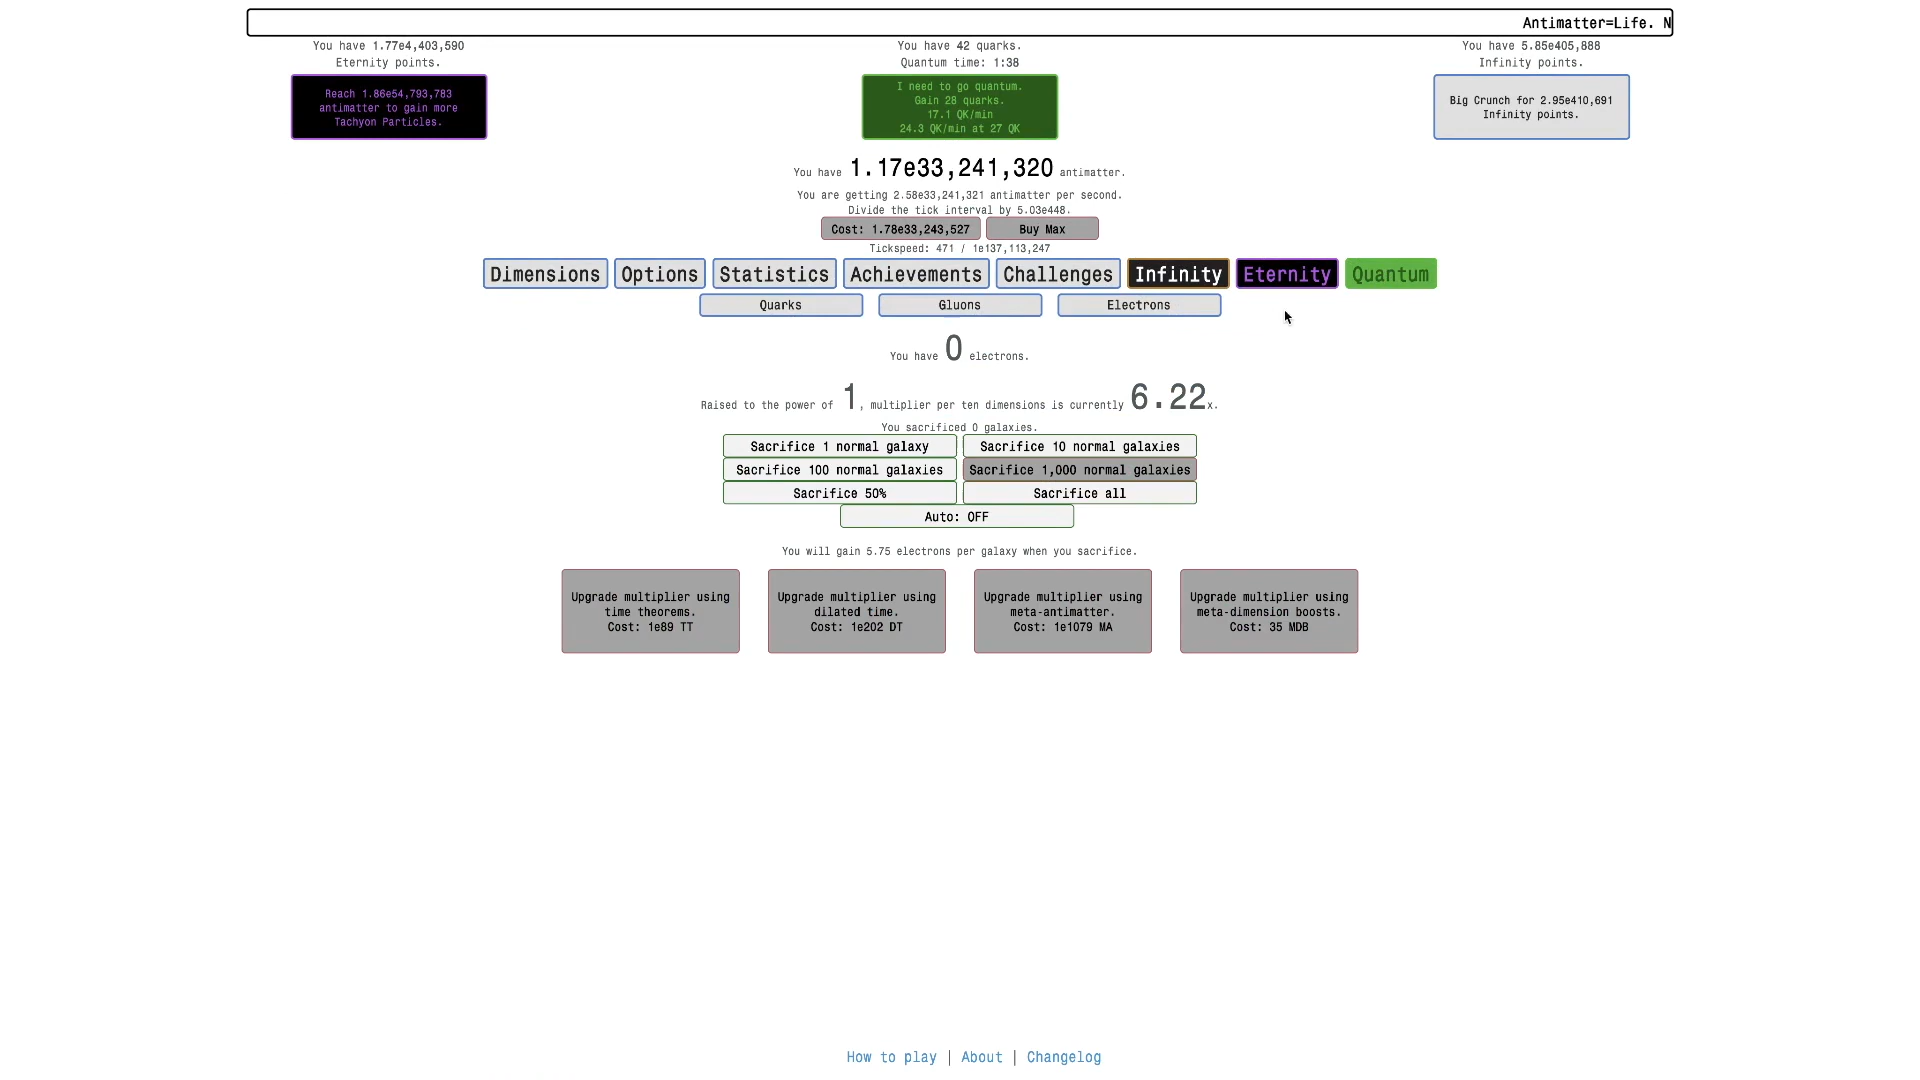 Antimatter=Life. N
You have 1.77e4,403,590
Eternity points.
Reach 1.86e54,793,783
antimatter to gain more
Tachyon Particles.
You have 42 quarks.
Quantum time: 1:38
I need to go quantum.
Gain 28 quarks.
17.1 QK/min
24.3 QK/min at 27 QK
You have 5.85e405,888
Infinity points.
Big Crunch for 2.95e410,691
Infinity points.
You have 1.17e33,241,320 antimatter.
You are getting 2.58e33,241,321 antimatter per second.
Divide the tick interval by 5.03e448.
Cost: 1.78e33,243,527 Buy Max
Tickspeed: 471 / 1e137,113,247
Dimensions Options Statistics Achievements Challenges Infinity Eternity Quantum
Quarks Gluons Electrons
You have 0 electrons.
Raised to the power of 1, multiplier per ten dimensions is currently 6.22x.
You sacrificed 0 galaxies.
Sacrifice 1 normal galaxy Sacrifice 10 normal galaxies
Sacrifice 100 normal galaxies Sacrifice 1,000 normal galaxies
Sacrifice 50% Sacrifice all
Auto: OFF
You will gain 5.75 electrons per galaxy when you sacrifice.
Upgrade multiplier using
time theorems.
Cost: 1e89 TT
Upgrade multiplier using
dilated time.
Cost: 1e202 DT
Upgrade multiplier using
meta-antimatter.
Cost: 1e1079 MA
Upgrade multiplier using
meta-dimension boosts.
Cost: 35 MDB
How to play | About | Changelog